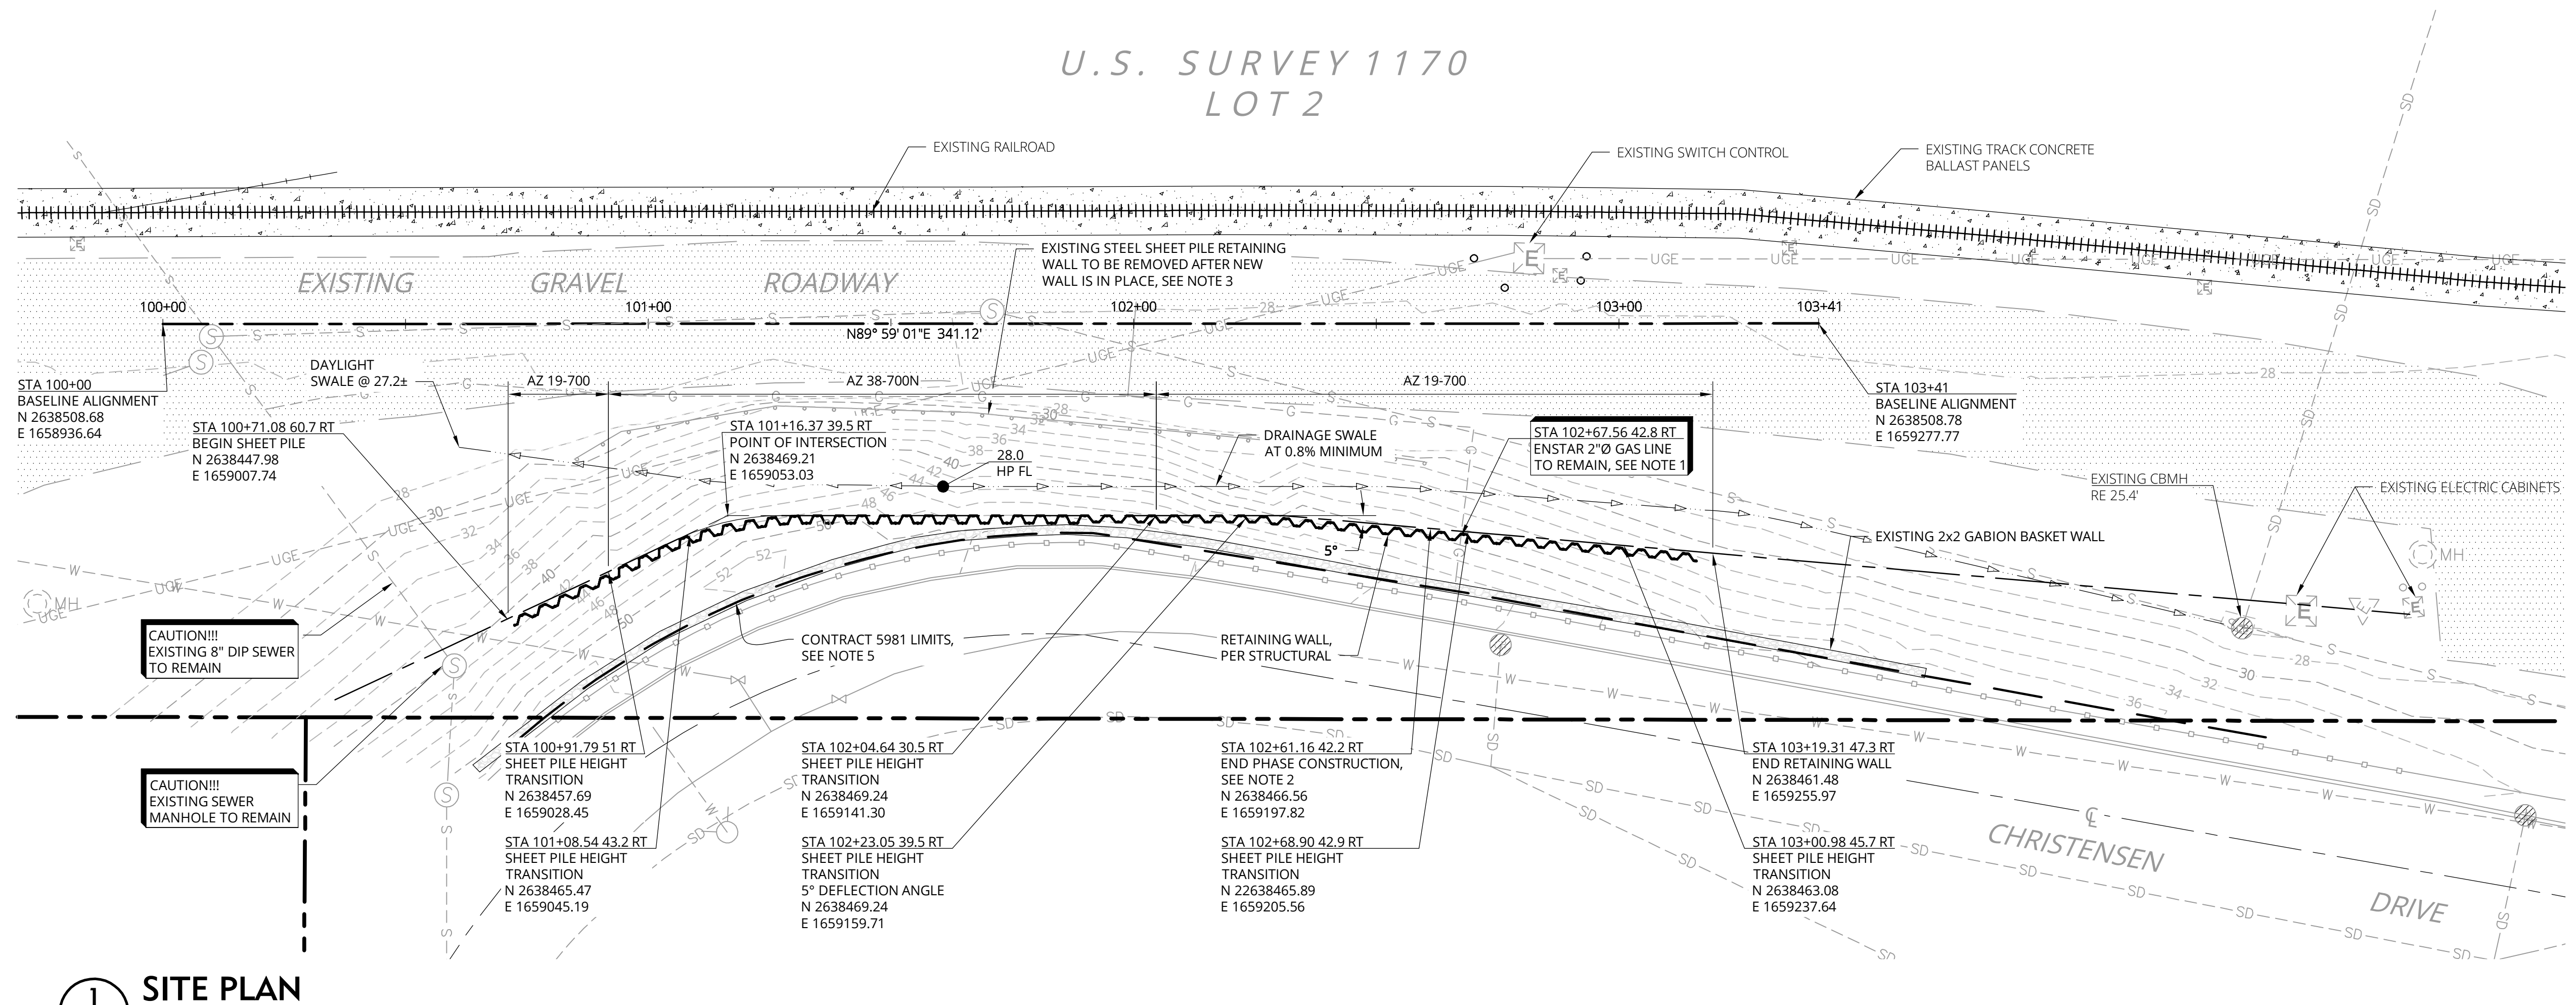 U.S. SURVEY 1170
LOT 2
EXISTING RAILROAD
EXISTING SWITCH CONTROL
EXISTING TRACK CONCRETE
BALLAST PANELS
EXISTING STEEL SHEET PILE RETAINING
WALL TO BE REMOVED AFTER NEW
WALL IS IN PLACE, SEE NOTE 3
EXISTING GRAVEL ROADWAY
100+00
101+00
102+00
103+00
103+41
N89° 59' 01"E 341.12'
DAYLIGHT
SWALE @ 27.2±
AZ 19-700
AZ 38-700N
AZ 19-700
STA 100+00
BASELINE ALIGNMENT
N 2638508.68
E 1658936.64
STA 103+41
BASELINE ALIGNMENT
N 2638508.78
E 1659277.77
STA 100+71.08 60.7 RT
BEGIN SHEET PILE
N 2638447.98
E 1659007.74
STA 101+16.37 39.5 RT
POINT OF INTERSECTION
N 2638469.21
E 1659053.03
28.0
HP FL
DRAINAGE SWALE
AT 0.8% MINIMUM
STA 102+67.56 42.8 RT
ENSTAR 2"Ø GAS LINE
TO REMAIN, SEE NOTE 1
EXISTING CBMH
RE 25.4'
EXISTING ELECTRIC CABINETS
EXISTING 2x2 GABION BASKET WALL
5°
MH
MH
CAUTION!!!
EXISTING 8" DIP SEWER
TO REMAIN
CONTRACT 5981 LIMITS,
SEE NOTE 5
RETAINING WALL,
PER STRUCTURAL
CAUTION!!!
EXISTING SEWER
MANHOLE TO REMAIN
STA 100+91.79 51 RT
SHEET PILE HEIGHT
TRANSITION
N 2638457.69
E 1659028.45
STA 101+08.54 43.2 RT
SHEET PILE HEIGHT
TRANSITION
N 2638465.47
E 1659045.19
STA 102+04.64 30.5 RT
SHEET PILE HEIGHT
TRANSITION
N 2638469.24
E 1659141.30
STA 102+23.05 39.5 RT
SHEET PILE HEIGHT
TRANSITION
5° DEFLECTION ANGLE
N 2638469.24
E 1659159.71
STA 102+61.16 42.2 RT
END PHASE CONSTRUCTION,
SEE NOTE 2
N 2638466.56
E 1659197.82
STA 102+68.90 42.9 RT
SHEET PILE HEIGHT
TRANSITION
N 22638465.89
E 1659205.56
STA 103+19.31 47.3 RT
END RETAINING WALL
N 2638461.48
E 1659255.97
STA 103+00.98 45.7 RT
SHEET PILE HEIGHT
TRANSITION
N 2638463.08
E 1659237.64
CHRISTENSEN
DRIVE
1
SITE PLAN